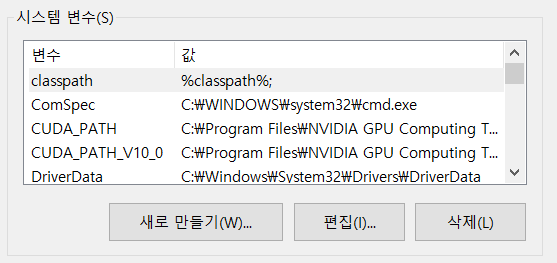 시스템 변수(S)
변수 값
classpath %classpath%;
ComSpec C:₩WINDOWS₩system32₩cmd.exe
CUDA_PATH C:₩Program Files₩NVIDIA GPU Computing T...
CUDA_PATH_V10_0 C:₩Program Files₩NVIDIA GPU Computing T...
DriverData C:₩Windows₩System32₩Drivers₩DriverData
새로 만들기(W)... 편집(I)... 삭제(L)